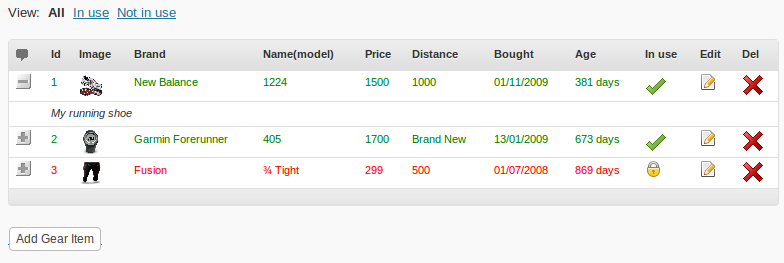 View: All In use Not in use
Id Image Brand Name(model) Price Distance Bought Age In use Edit Del
1 New Balance 1224 1500 1000 01/11/2009 381 days
My running shoe
2 Garmin Forerunner 405 1700 Brand New 13/01/2009 673 days
3 Fusion ¾ Tight 299 500 01/07/2008 869 days
Add Gear Item